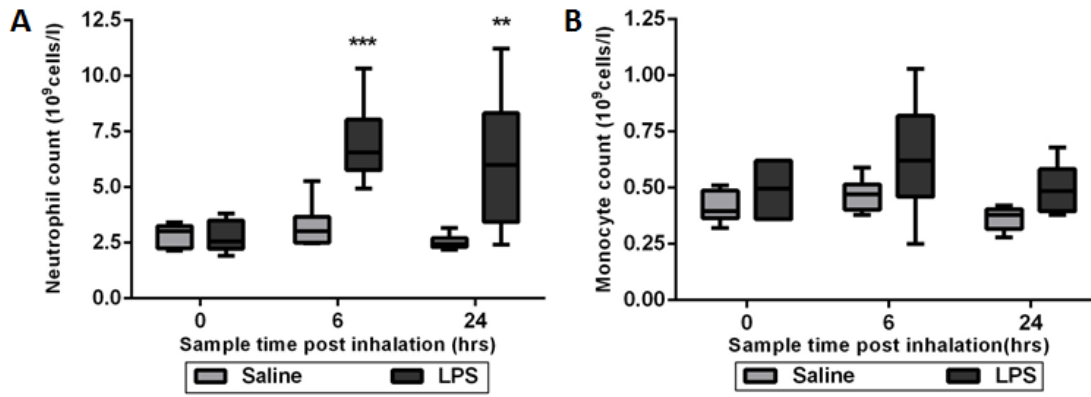 A
Neutrophil count (10⁹cells/l)
12.5
10.0
7.5
5.0
2.5
0.0
***
**
0 6 24
Sample time post inhalation (hrs)
Saline LPS
B
Monocyte count (10⁹cells/l)
1.25
1.00
0.75
0.50
0.25
0.00
0 6 24
Sample time post inhalation(hrs)
Saline LPS